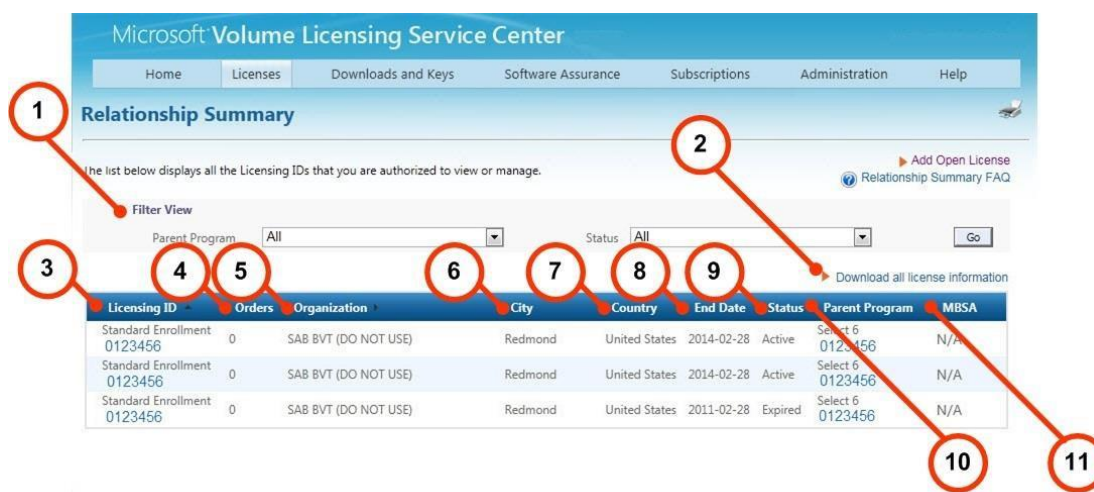 Microsoft Volume Licensing Service Center
Home Licenses Downloads and Keys Software Assurance Subscriptions Administration Help
1
Relationship Summary
2
Add Open License
The list below displays all the Licensing IDs that you are authorized to view or manage.
Relationship Summary FAQ
Filter View
Parent Program All Status All Go
3 4 5 6 7 8 9
Download all license information
Licensing ID Orders Organization City Country End Date Status Parent Program MBSA
Standard Enrollment Select 6
0123456 0 SAB BVT (DO NOT USE) Redmond United States 2014-02-28 Active 0123456 N/A
Standard Enrollment Select 6
0123456 0 SAB BVT (DO NOT USE) Redmond United States 2014-02-28 Active 0123456 N/A
Standard Enrollment Select 6
0123456 0 SAB BVT (DO NOT USE) Redmond United States 2011-02-28 Expired 0123456 N/A
10 11